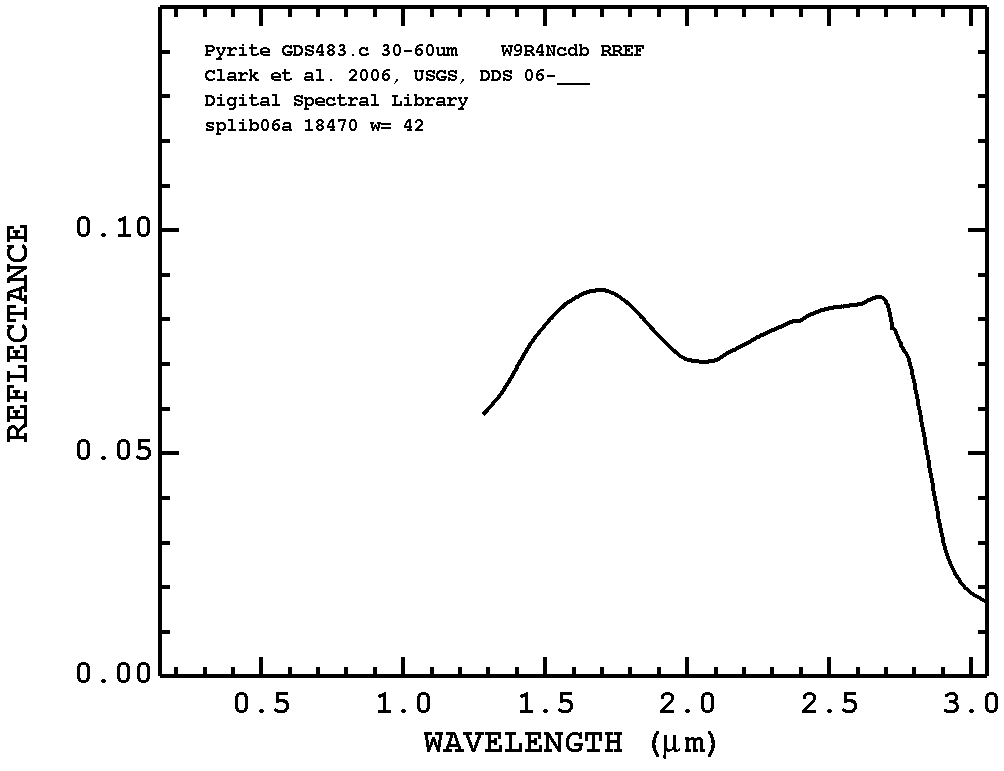 Pyrite GDS483.c 30-60um W9R4Ncdb RREF
Clark et al. 2006, USGS, DDS 06-___
Digital Spectral Library
splib06a 18470 w= 42
REFLECTANCE
0.10
0.05
0.00
0.5 1.0 1.5 2.0 2.5 3.0
WAVELENGTH (μm)